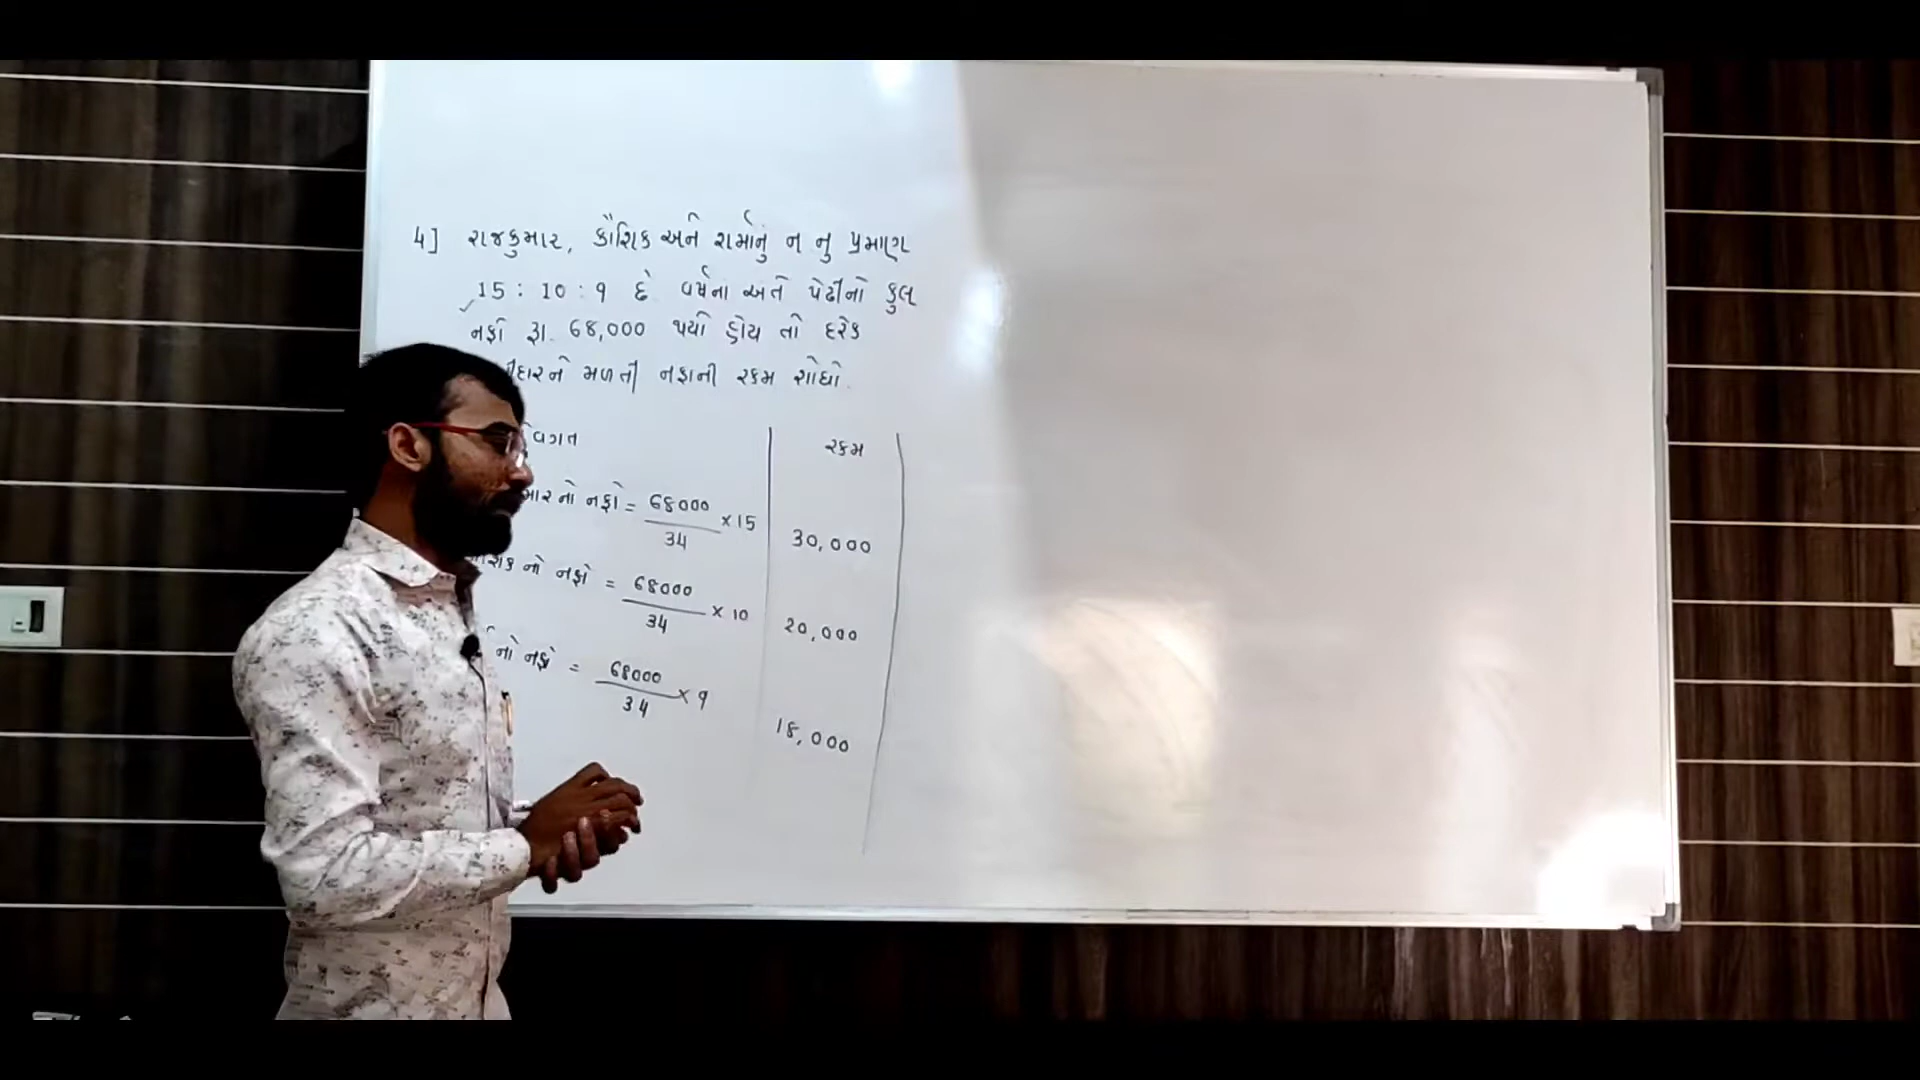 4] રાજકુમાર, કૌશિક અને શર્માનું ન નુ પ્રમાણ
15 : 10 : 9 છે. વર્ષના અંતે પેઢીનો કુલ
નફો રૂા. 68,000 થયો હોય તો દરેક
ીદારને મળતી નફાની રકમ શોધો.
વિગત રકમ
માર નો નફો = 68000 / 34 × 15 30,000
શિક નો નફો = 68000 / 34 × 10 20,000
નો નફો = 68000 / 34 × 9 18,000